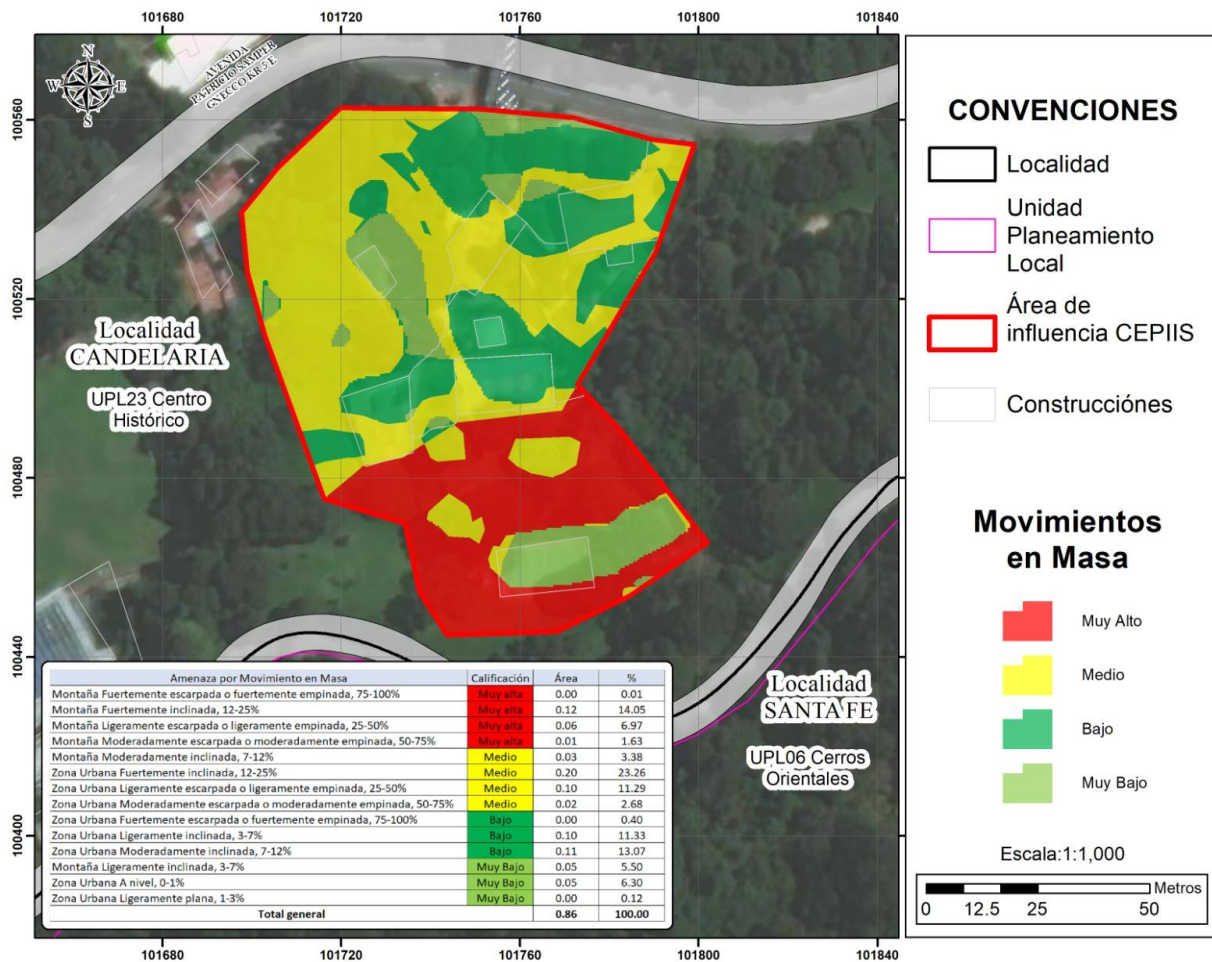 101680 101720 101760 101800 101840
100560
100520
100480
100440
100400
N
W E
S
AVENIDA
PATRICIO SAMPER
GNECCO KR 5 E
Localidad
CANDELARIA
UPL23 Centro
Histórico
Localidad
SANTA FE
UPL06 Cerros
Orientales
Amenaza por Movimiento en Masa Calificación Área %
Montaña Fuertemente escarpada o fuertemente empinada, 75-100% Muy alta 0.00 0.01
Montaña Fuertemente inclinada, 12-25% Muy alta 0.12 14.05
Montaña Ligeramente escarpada o ligeramente empinada, 25-50% Muy alta 0.06 6.97
Montaña Moderadamente escarpada o moderadamente empinada, 50-75% Muy alta 0.01 1.63
Montaña Moderadamente inclinada, 7-12% Medio 0.03 3.38
Zona Urbana Fuertemente inclinada, 12-25% Medio 0.20 23.26
Zona Urbana Ligeramente escarpada o ligeramente empinada, 25-50% Medio 0.10 11.29
Zona Urbana Moderadamente escarpada o moderadamente empinada, 50-75% Medio 0.02 2.68
Zona Urbana Fuertemente escarpada o fuertemente empinada, 75-100% Bajo 0.00 0.40
Zona Urbana Ligeramente inclinada, 3-7% Bajo 0.10 11.33
Zona Urbana Moderadamente inclinada, 7-12% Bajo 0.11 13.07
Montaña Ligeramente inclinada, 3-7% Muy Bajo 0.05 5.50
Zona Urbana A nivel, 0-1% Muy Bajo 0.05 6.30
Zona Urbana Ligeramente plana, 1-3% Muy Bajo 0.00 0.12
Total general 0.86 100.00
101680 101720 101760 101800 101840
CONVENCIONES
Localidad
Unidad
Planeamiento
Local
Área de
influencia CEPIIS
Construcciónes
Movimientos
en Masa
Muy Alto
Medio
Bajo
Muy Bajo
Escala:1:1,000
Metros
0 12.5 25 50